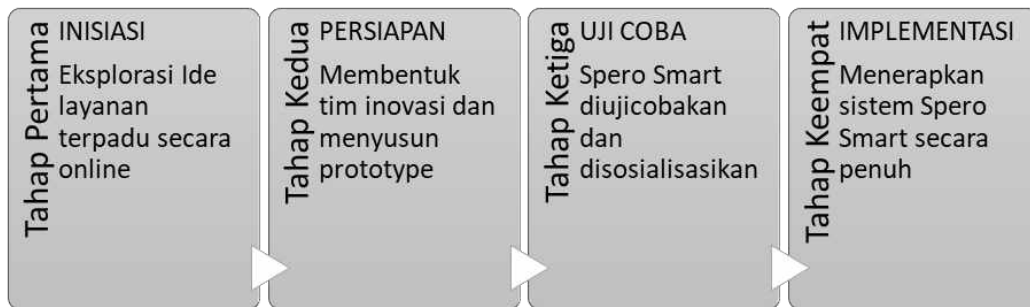 Tahap Pertama
INISIASI
Eksplorasi Ide
layanan
terpadu secara
online
Tahap Kedua
PERSIAPAN
Membentuk
tim inovasi dan
menyusun
prototype
Tahap Ketiga
UJI COBA
Spero Smart
diujicobakan
dan
disosialisasikan
Tahap Keempat
IMPLEMENTASI
Menerapkan
sistem Spero
Smart secara
penuh